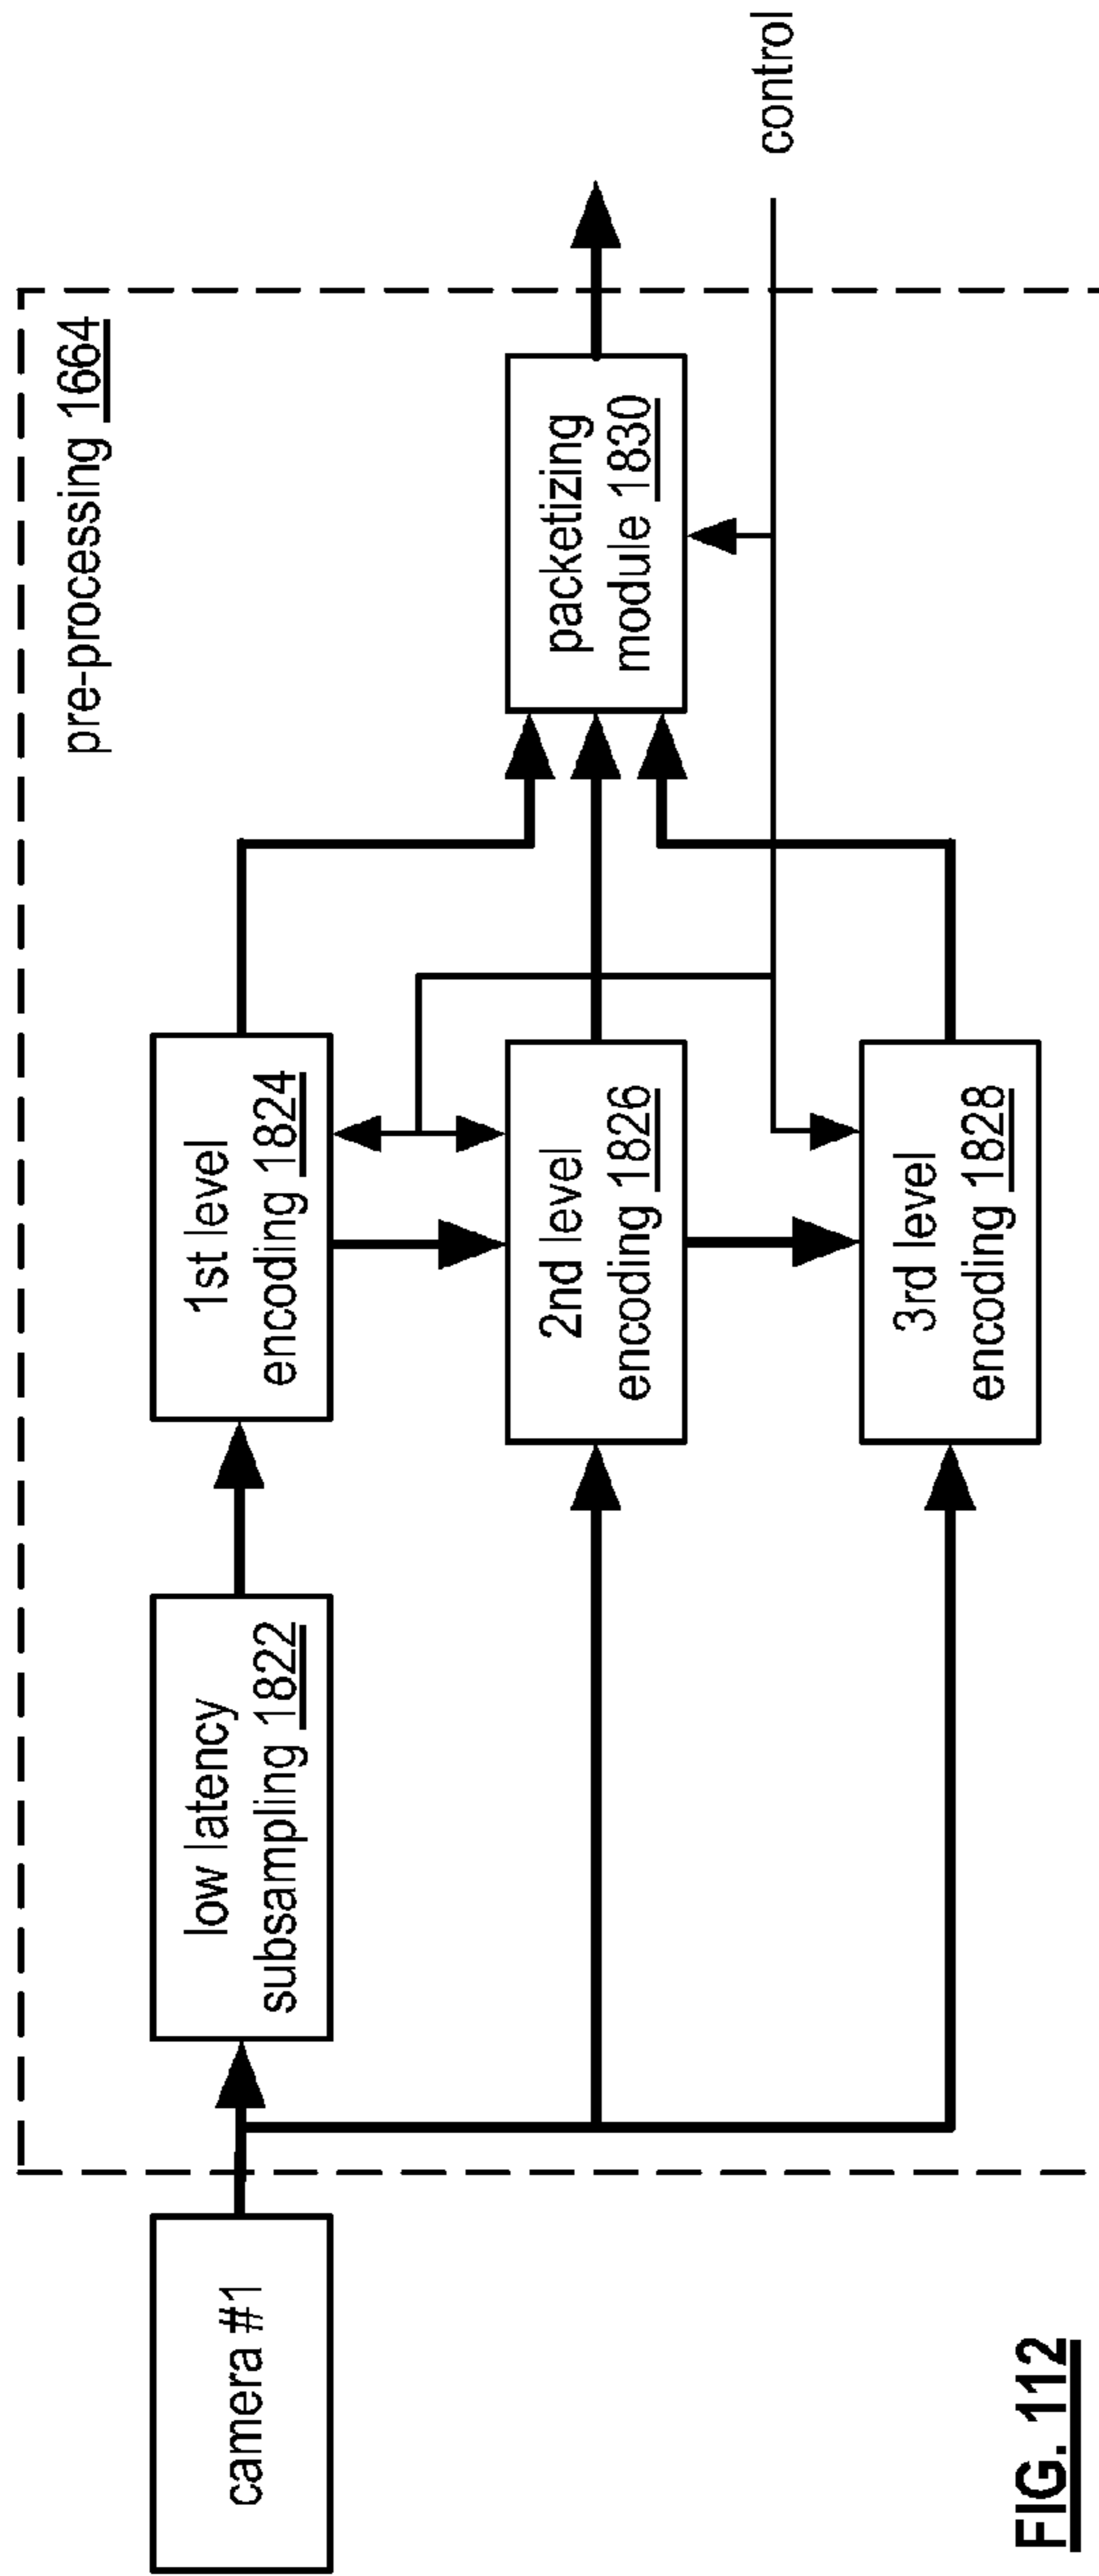 pre-processing 1664
camera #1
low latency
subsampling 1822
1st level
encoding 1824
2nd level
encoding 1826
3rd level
encoding 1828
packetizing
module 1830
control
FIG. 112